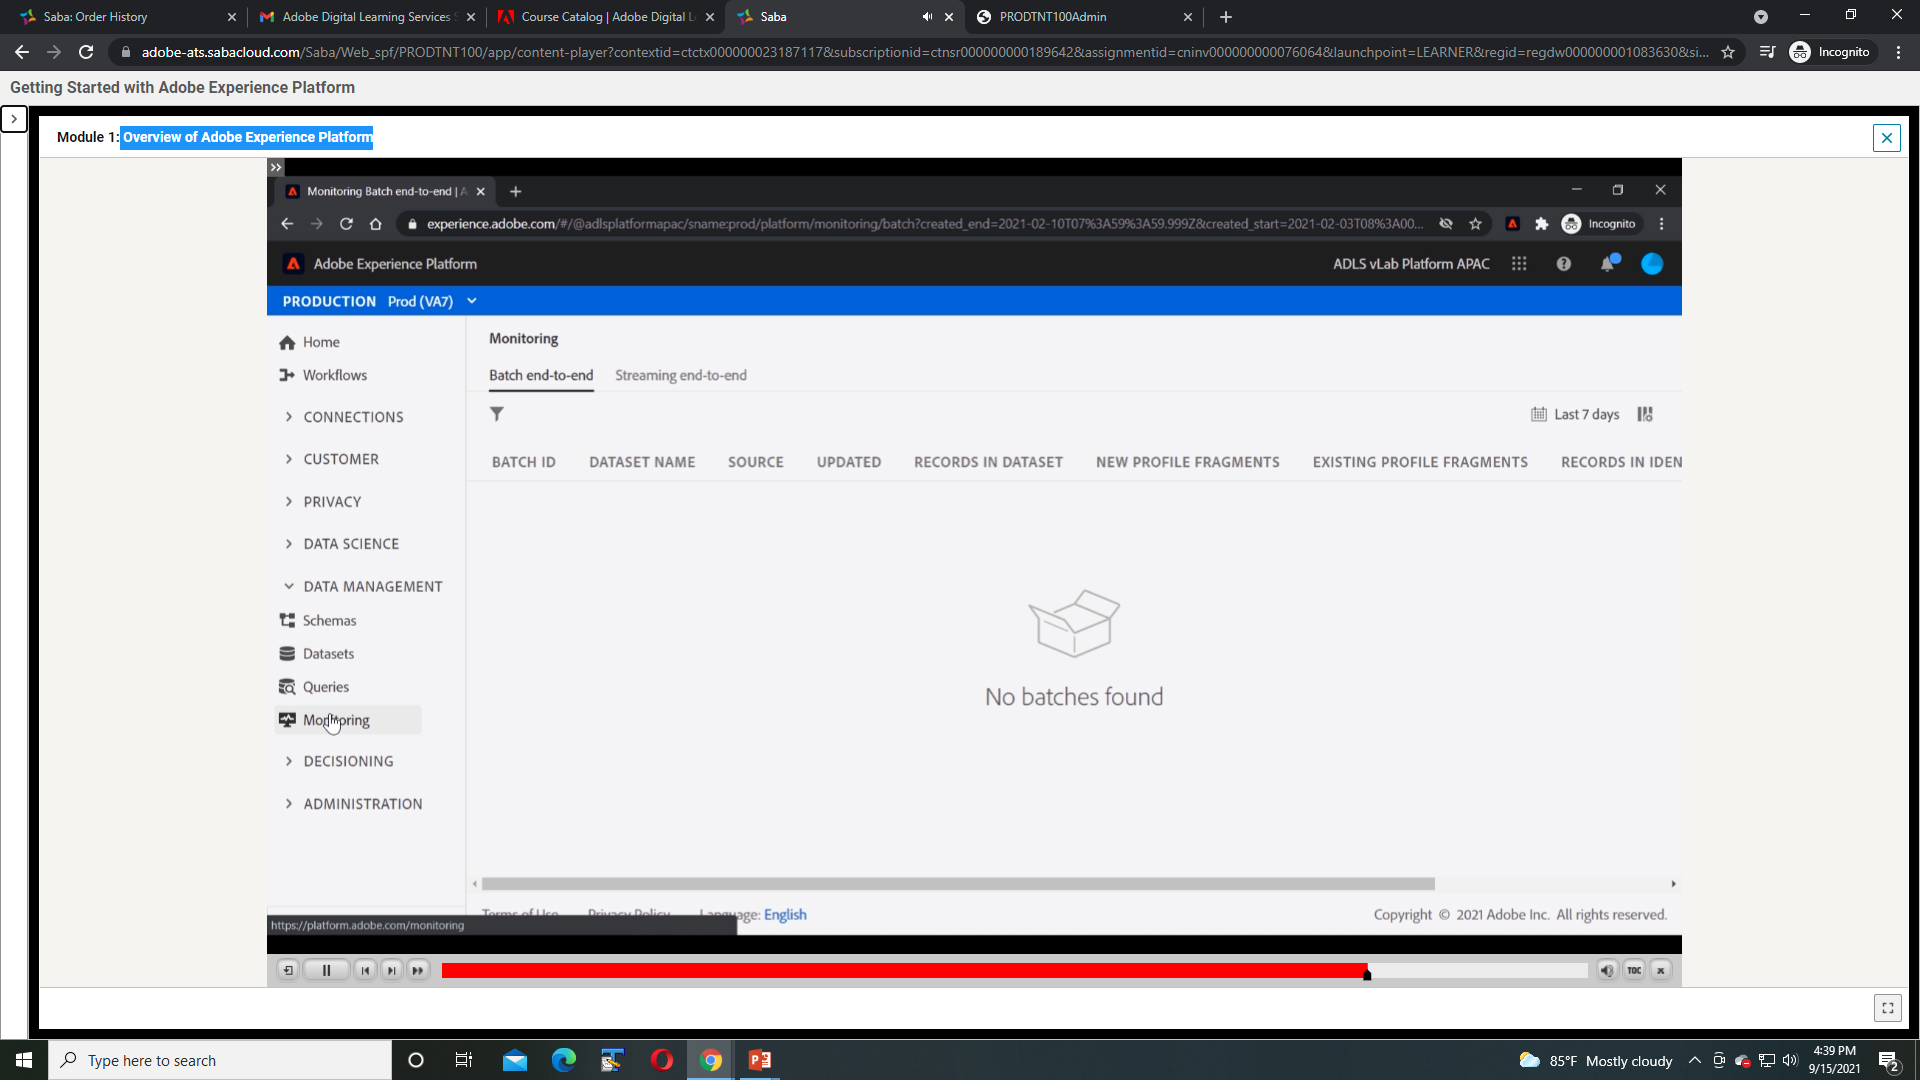 Saba: Order History
Adobe Digital Learning Services S
Course Catalog | Adobe Digital L
Saba
PRODTNT100Admin
adobe-ats.sabacloud.com/Saba/Web_spf/PRODTNT100/app/content-player?contextid=ctctx000000023187117&subscriptionid=ctnsr000000000189642&assignmentid=cninv000000000076064&launchpoint=LEARNER&regid=regdw000000001083630&si...
Incognito
Getting Started with Adobe Experience Platform
Module 1: Overview of Adobe Experience Platform
Monitoring Batch end-to-end | A
experience.adobe.com/#/@adlsplatformapac/sname:prod/platform/monitoring/batch?created_end=2021-02-10T07%3A59%3A59.999Z&created_start=2021-02-03T08%3A00...
Incognito
Adobe Experience Platform
ADLS vLab Platform APAC
PRODUCTION Prod (VA7)
Home
Workflows
CONNECTIONS
CUSTOMER
PRIVACY
DATA SCIENCE
DATA MANAGEMENT
Schemas
Datasets
Queries
Monitoring
DECISIONING
ADMINISTRATION
Monitoring
Batch end-to-end Streaming end-to-end
Last 7 days
BATCH ID DATASET NAME SOURCE UPDATED RECORDS IN DATASET NEW PROFILE FRAGMENTS EXISTING PROFILE FRAGMENTS RECORDS IN IDEN
No batches found
Terms of Use Privacy Policy Language: English
Copyright © 2021 Adobe Inc. All rights reserved.
https://platform.adobe.com/monitoring
TOC
Type here to search
85°F Mostly cloudy
4:39 PM
9/15/2021
2